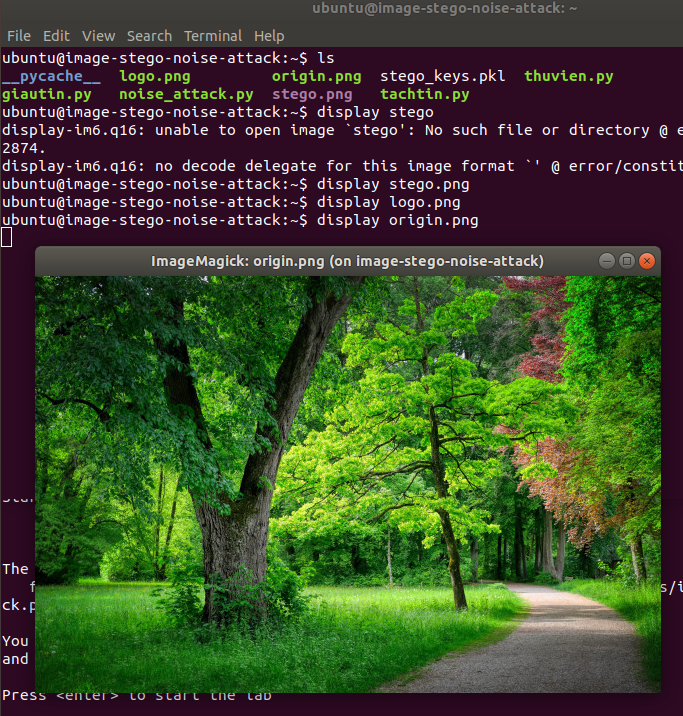 ubuntu@image-stego-noise-attack: ~
File Edit View Search Terminal Help
ubuntu@image-stego-noise-attack:~$ ls
__pycache__ logo.png origin.png stego_keys.pkl thuvien.py
giautin.py noise_attack.py stego.png tachtin.py
ubuntu@image-stego-noise-attack:~$ display stego
display-im6.q16: unable to open image `stego': No such file or directory @ e
2874.
display-im6.q16: no decode delegate for this image format `' @ error/constit
ubuntu@image-stego-noise-attack:~$ display stego.png
ubuntu@image-stego-noise-attack:~$ display logo.png
ubuntu@image-stego-noise-attack:~$ display origin.png
ImageMagick: origin.png (on image-stego-noise-attack)
The
f s/i
ck.p
You
and
Press <enter> to start the lab